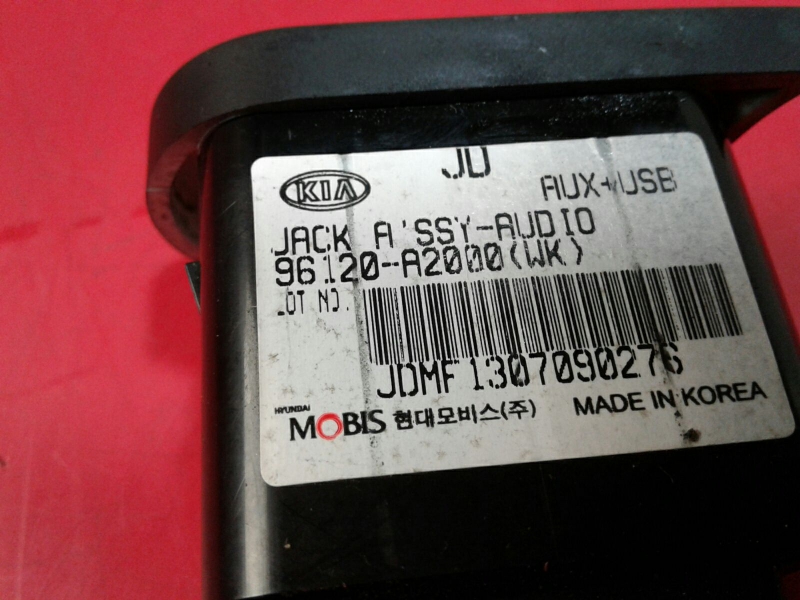 JD
KIA
AUX+USB
JACK A'SSY-AUDIO
96120-A2000(WK)
LOT NO.
JDMF1307090276
HYUNDAI
MOBIS 현대모비스(주)
MADE IN KOREA